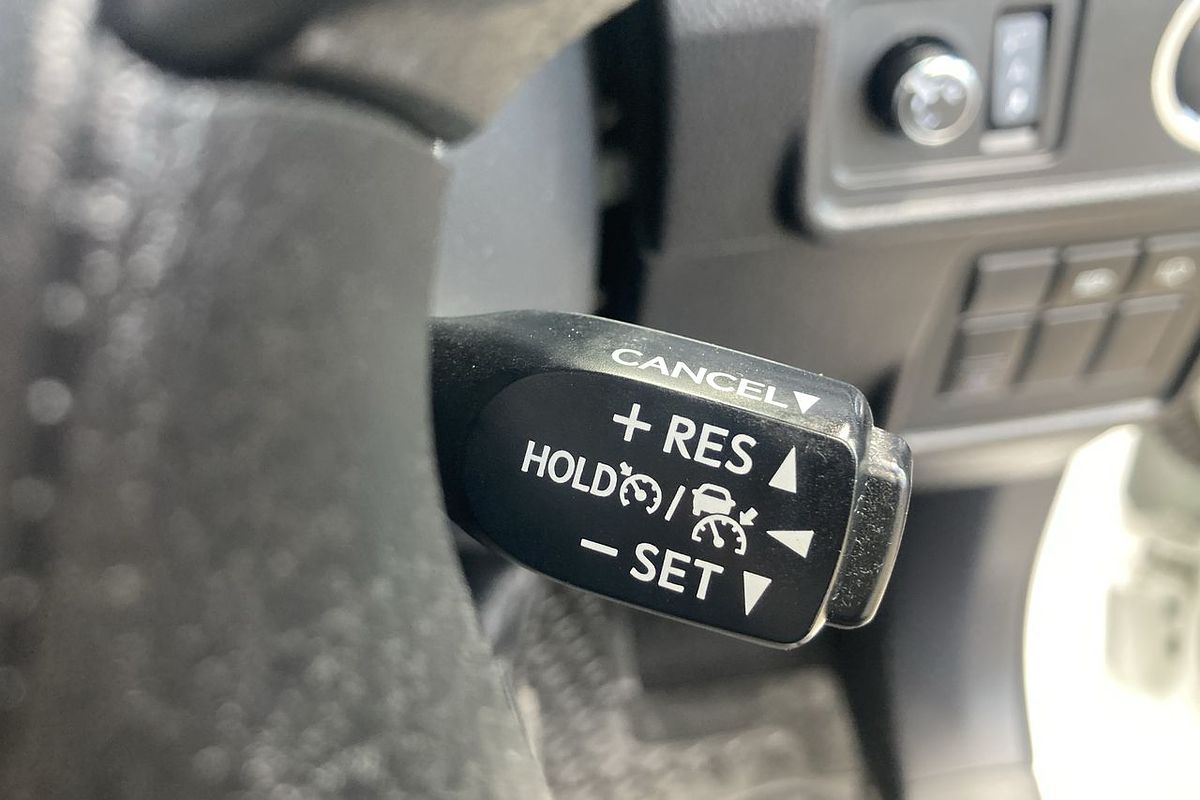 CANCEL▼
+ RES ▲
HOLD / ◀
− SET ▼